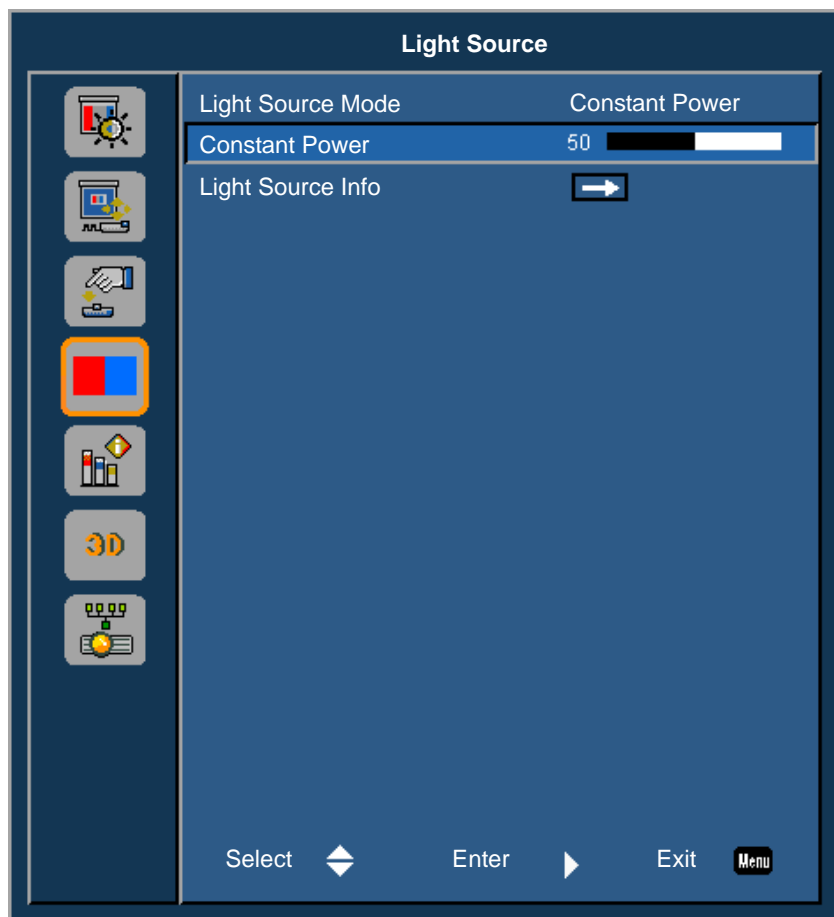 Light Source
Light Source Mode Constant Power
Constant Power 50
Light Source Info
3D
Select Enter Exit Menu